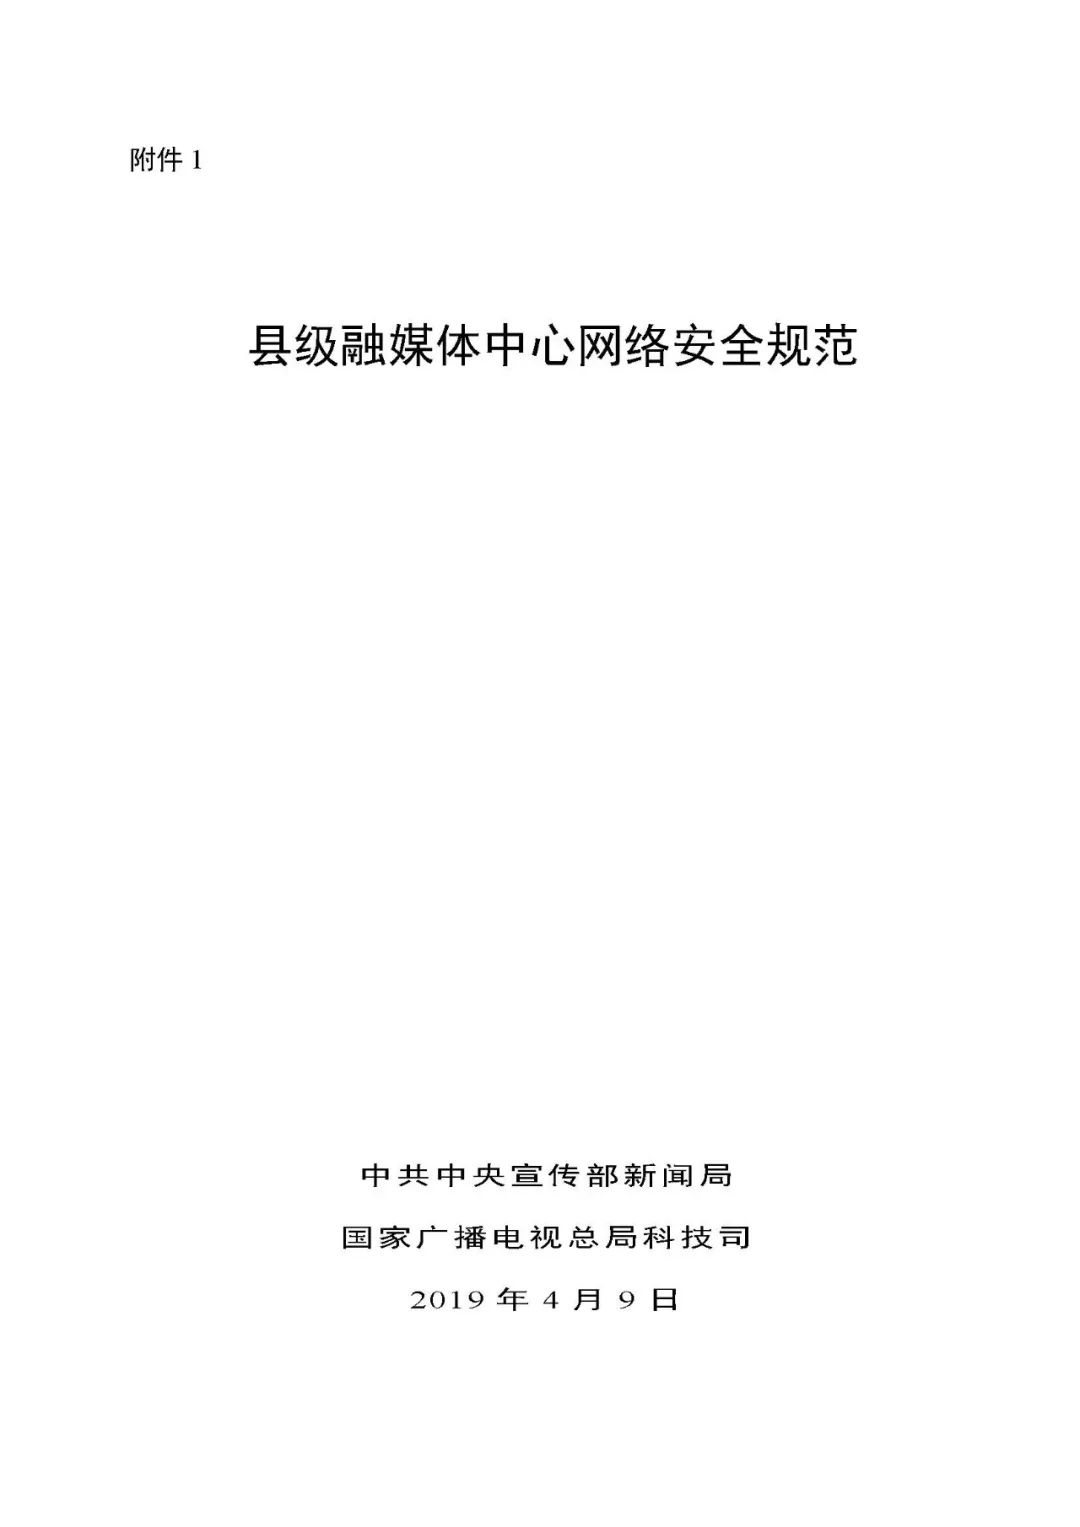 附件 1
县级融媒体中心网络安全规范
中共中央宣传部新闻局
国家广播电视总局科技司
2019 年 4 月 9 日